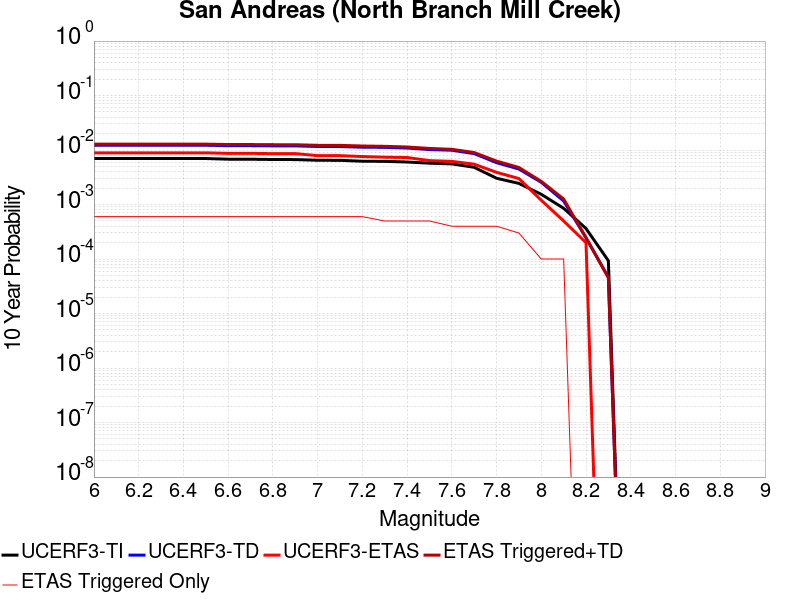 San Andreas (North Branch Mill Creek)
10 0
10 -1
10 -2
10 -3
10 -4
10 -5
10 -6
10 -7
10 -8
10 Year Probability
6 6.2 6.4 6.6 6.8 7 7.2 7.4 7.6 7.8 8 8.2 8.4 8.6 8.8 9
Magnitude
UCERF3-TI UCERF3-TD UCERF3-ETAS ETAS Triggered+TD
ETAS Triggered Only